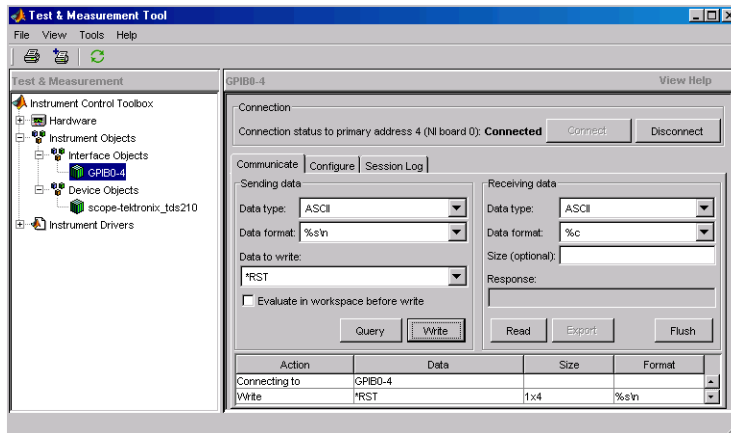 Test & Measurement Tool
File View Tools Help
Test & Measurement
GPIB0-4
View Help
Instrument Control Toolbox
Hardware
Instrument Objects
Interface Objects
GPIB0-4
Device Objects
scope-tektronix_tds210
Instrument Drivers
Connection
Connection status to primary address 4 (NI board 0): Connected
Connect
Disconnect
Communicate Configure Session Log
Sending data
Data type: ASCII
Data format: %s\n
Data to write:
*RST
Evaluate in workspace before write
Query Write
Receiving data
Data type: ASCII
Data format: %c
Size (optional):
Response:
Read Export Flush
Action Data Size Format
Connecting to GPIB0-4
Write *RST 1x4 %s\n